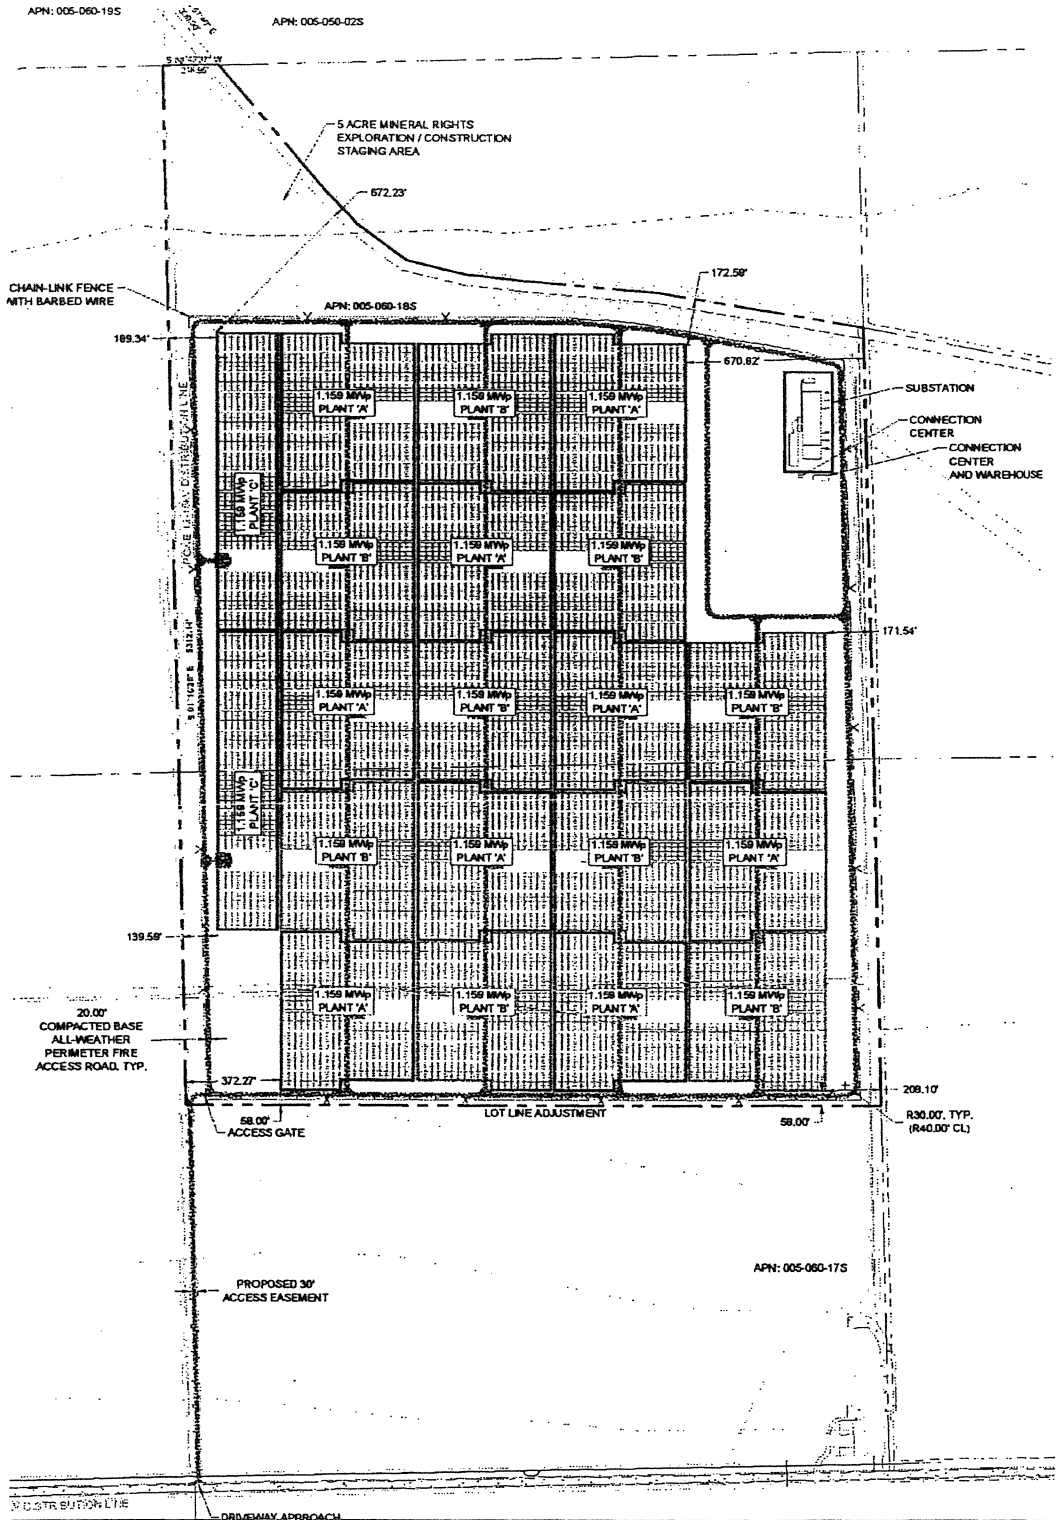 APN: 005-060-19S
APN: 005-050-02S
5 ACRE MINERAL RIGHTS
EXPLORATION / CONSTRUCTION
STAGING AREA
672.23'
172.58'
CHAIN-LINK FENCE
WITH BARBED WIRE
APN: 005-060-18S
189.34'
670.82'
SUBSTATION
CONNECTION
CENTER
CONNECTION
CENTER
AND WAREHOUSE
1.159 MWp
PLANT 'A'
1.159 MWp
PLANT 'B'
1.159 MWp
PLANT 'A'
1.159 MWp
PLANT 'C'
1.159 MWp
PLANT 'B'
1.159 MWp
PLANT 'A'
1.159 MWp
PLANT 'B'
171.54'
1.159 MWp
PLANT 'A'
1.159 MWp
PLANT 'B'
1.159 MWp
PLANT 'A'
1.159 MWp
PLANT 'B'
1.159 MWp
PLANT 'C'
1.159 MWp
PLANT 'B'
1.159 MWp
PLANT 'A'
1.159 MWp
PLANT 'B'
1.159 MWp
PLANT 'A'
139.59'
1.159 MWp
PLANT 'A'
1.159 MWp
PLANT 'B'
1.159 MWp
PLANT 'A'
1.159 MWp
PLANT 'B'
20.00'
COMPACTED BASE
ALL-WEATHER
PERIMETER FIRE
ACCESS ROAD, TYP.
372.27'
208.10'
58.00'
LOT LINE ADJUSTMENT
58.00'
R30.00', TYP.
(R40.00' CL)
ACCESS GATE
APN: 005-060-17S
PROPOSED 30'
ACCESS EASEMENT
DISTRIBUTION LINE
DRIVEWAY APPROACH